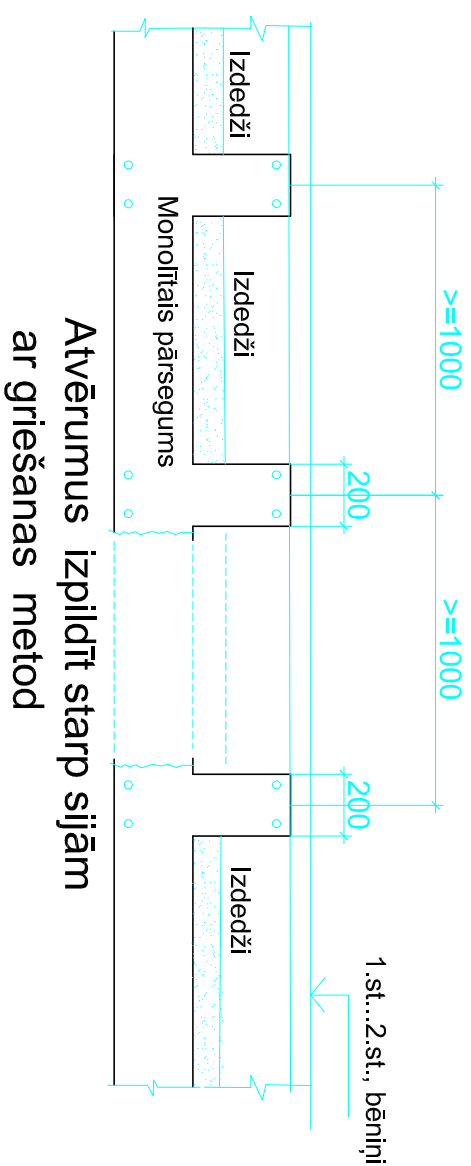 >=1000
>=1000
200
200
1.st...2.st., bēniņi
Izdedži
Izdedži
Izdedži
Monolītais pārsegums
Atvērumus izpildīt starp sijām
ar griešanas metod